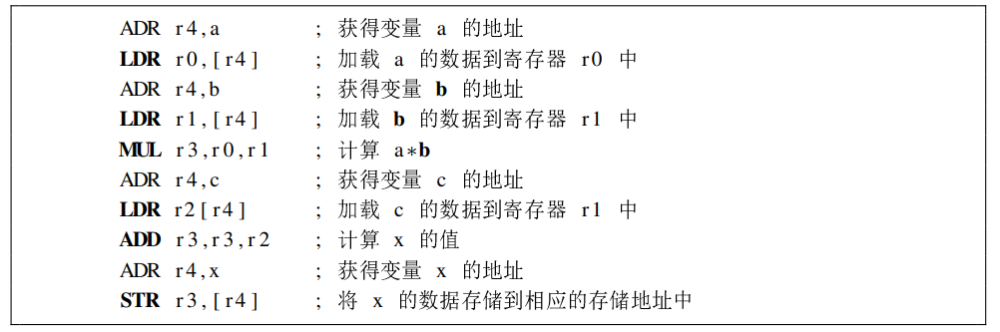 ADR r4,a ; 获得变量 a 的地址
LDR r0,[r4] ; 加载 a 的数据到寄存器 r0 中
ADR r4,b ; 获得变量 b 的地址
LDR r1,[r4] ; 加载 b 的数据到寄存器 r1 中
MUL r3,r0,r1 ; 计算 a*b
ADR r4,c ; 获得变量 c 的地址
LDR r2[r4] ; 加载 c 的数据到寄存器 r1 中
ADD r3,r3,r2 ; 计算 x 的值
ADR r4,x ; 获得变量 x 的地址
STR r3,[r4] ; 将 x 的数据存储到相应的存储地址中